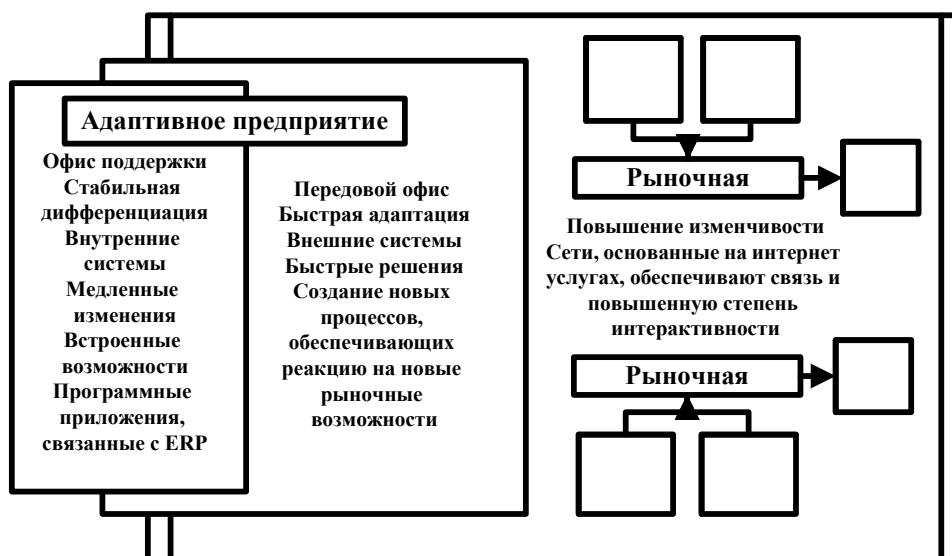 Адаптивное предприятие
Офис поддержки
Стабильная
дифференциация
Внутренние
системы
Медленные
изменения
Встроенные
возможности
Программные
приложения,
связанные с ERP
Передовой офис
Быстрая адаптация
Внешние системы
Быстрые решения
Создание новых
процессов,
обеспечивающих
реакцию на новые
рыночные
возможности
Рыночная
Повышение изменчивости
Сети, основанные на интернет
услугах, обеспечивают связь и
повышенную степень
интерактивности
Рыночная